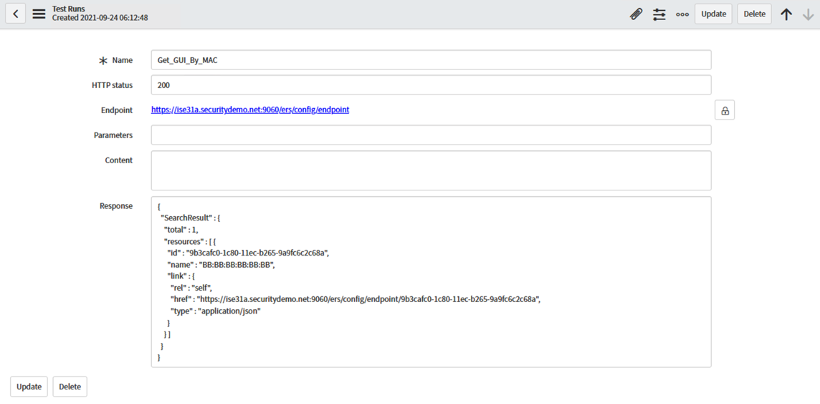 Test Runs
Created 2021-09-24 06:12:48
Update
Delete
Name
Get_GUI_By_MAC
HTTP status
200
Endpoint
https://ise31a.securitydemo.net:9060/ers/config/endpoint
Parameters
Content
Response
{
"SearchResult" : {
"total" : 1,
"resources" : [ {
"id" : "9b3cafc0-1c80-11ec-b265-9a9fc6c2c68a",
"name" : "BB:BB:BB:BB:BB:BB",
"link" : {
"rel" : "self",
"href" : "https://ise31a.securitydemo.net:9060/ers/config/endpoint/9b3cafc0-1c80-11ec-b265-9a9fc6c2c68a",
"type" : "application/json"
}
} ]
}
}
Update
Delete